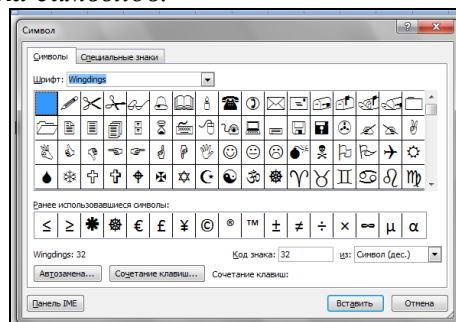 Символ
Символы Специальные знаки
Шрифт: Wingdings
Ранее использовавшиеся символы:
≤ ≥ ✱ ☸ € £ ¥ © ® ™ ± ≠ ÷ × ∞ µ α
Wingdings: 32 Код знака: 32 из: Символ (дес.)
Автозамена... Сочетание клавиш... Сочетание клавиш:
Панель IME Вставить Отмена